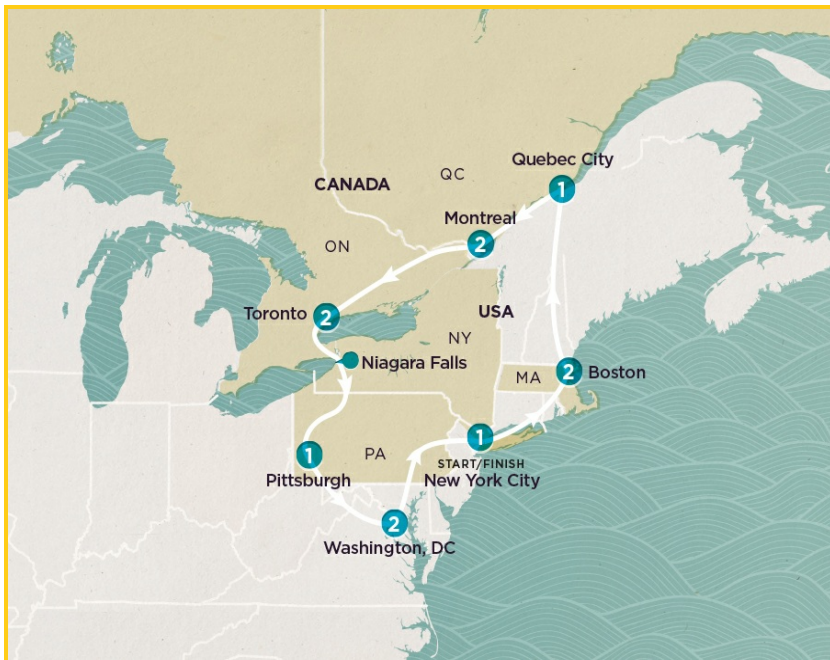 Quebec City
1
QC
CANADA
Montreal
2
ON
Toronto
2
USA
NY
Niagara Falls
MA
2
Boston
1
PA
1
START/FINISH
New York City
Pittsburgh
2
Washington, DC